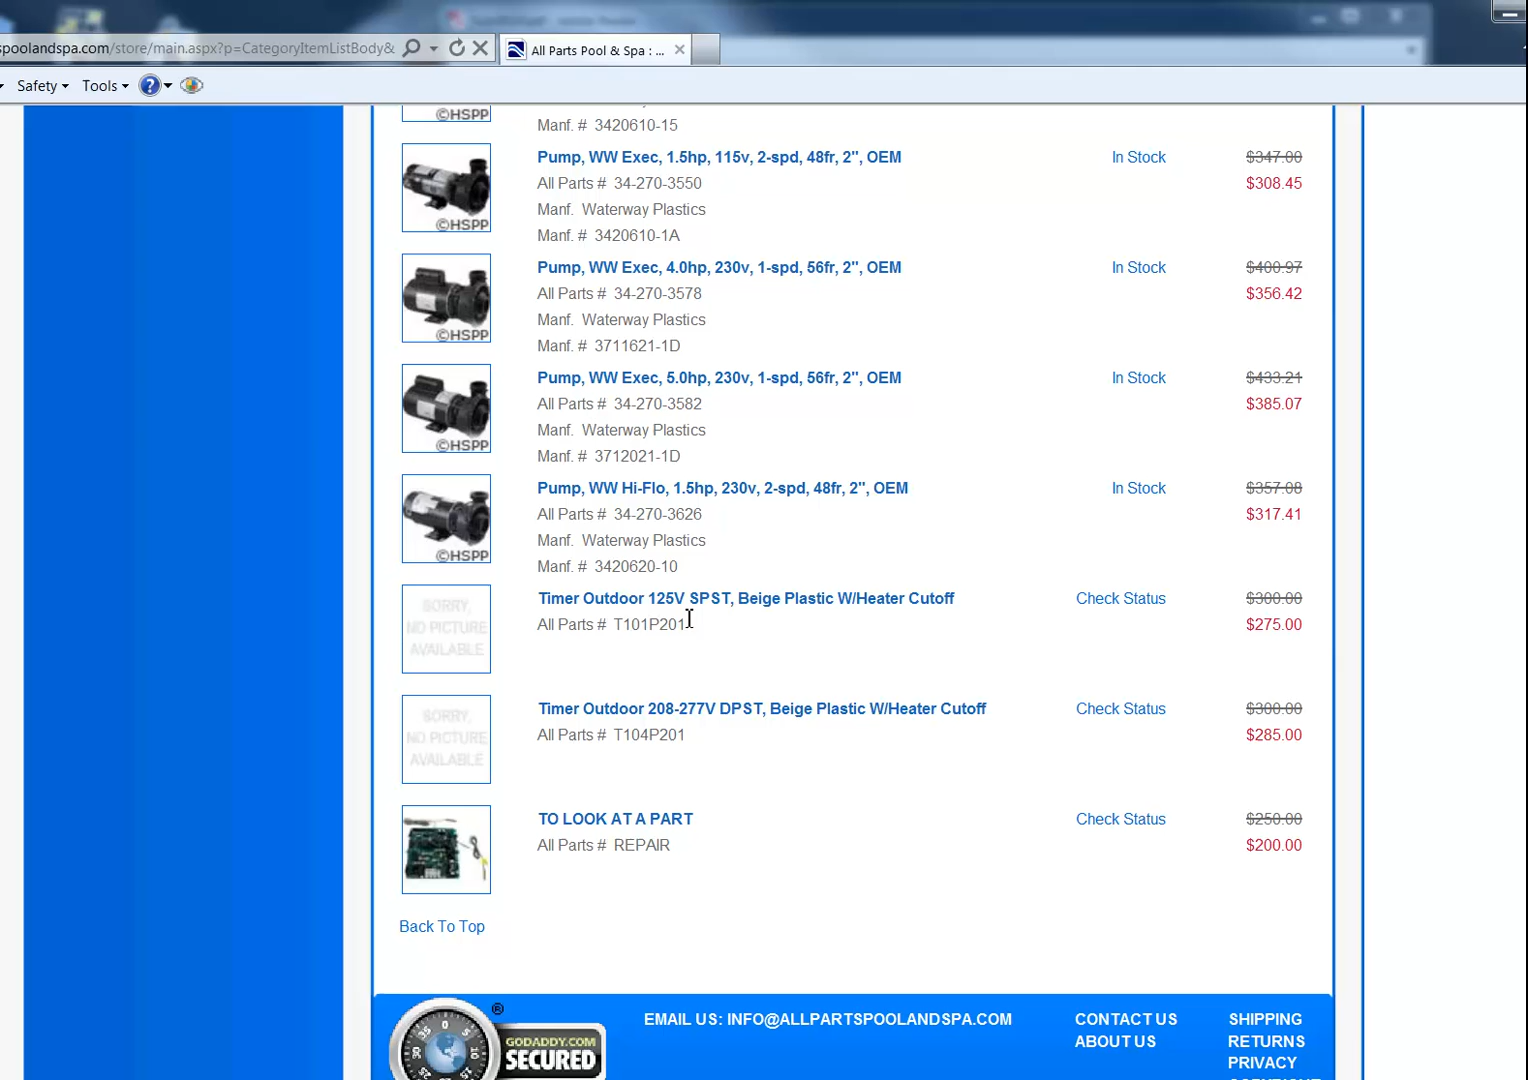 spoolandspa.com/store/main.aspx?p=CategoryItemListBody&
All Parts Pool & Spa : ...
Safety
Tools
©HSPP
Manf. # 3420610-15
Pump, WW Exec, 1.5hp, 115v, 2-spd, 48fr, 2", OEM
In Stock
$347.00
All Parts # 34-270-3550
$308.45
Manf. Waterway Plastics
©HSPP
Manf. # 3420610-1A
Pump, WW Exec, 4.0hp, 230v, 1-spd, 56fr, 2", OEM
In Stock
$400.97
All Parts # 34-270-3578
$356.42
Manf. Waterway Plastics
©HSPP
Manf. # 3711621-1D
Pump, WW Exec, 5.0hp, 230v, 1-spd, 56fr, 2", OEM
In Stock
$433.21
All Parts # 34-270-3582
$385.07
Manf. Waterway Plastics
©HSPP
Manf. # 3712021-1D
Pump, WW Hi-Flo, 1.5hp, 230v, 2-spd, 48fr, 2", OEM
In Stock
$357.08
All Parts # 34-270-3626
$317.41
Manf. Waterway Plastics
©HSPP
Manf. # 3420620-10
SORRY,
NO PICTURE
AVAILABLE
Timer Outdoor 125V SPST, Beige Plastic W/Heater Cutoff
Check Status
$300.00
All Parts # T101P201
$275.00
SORRY,
NO PICTURE
AVAILABLE
Timer Outdoor 208-277V DPST, Beige Plastic W/Heater Cutoff
Check Status
$300.00
All Parts # T104P201
$285.00
TO LOOK AT A PART
Check Status
$250.00
All Parts # REPAIR
$200.00
Back To Top
®
0
5
10
25
30
35
GODADDY.COM
SECURED
EMAIL US: INFO@ALLPARTSPOOLANDSPA.COM
CONTACT US
ABOUT US
SHIPPING
RETURNS
PRIVACY